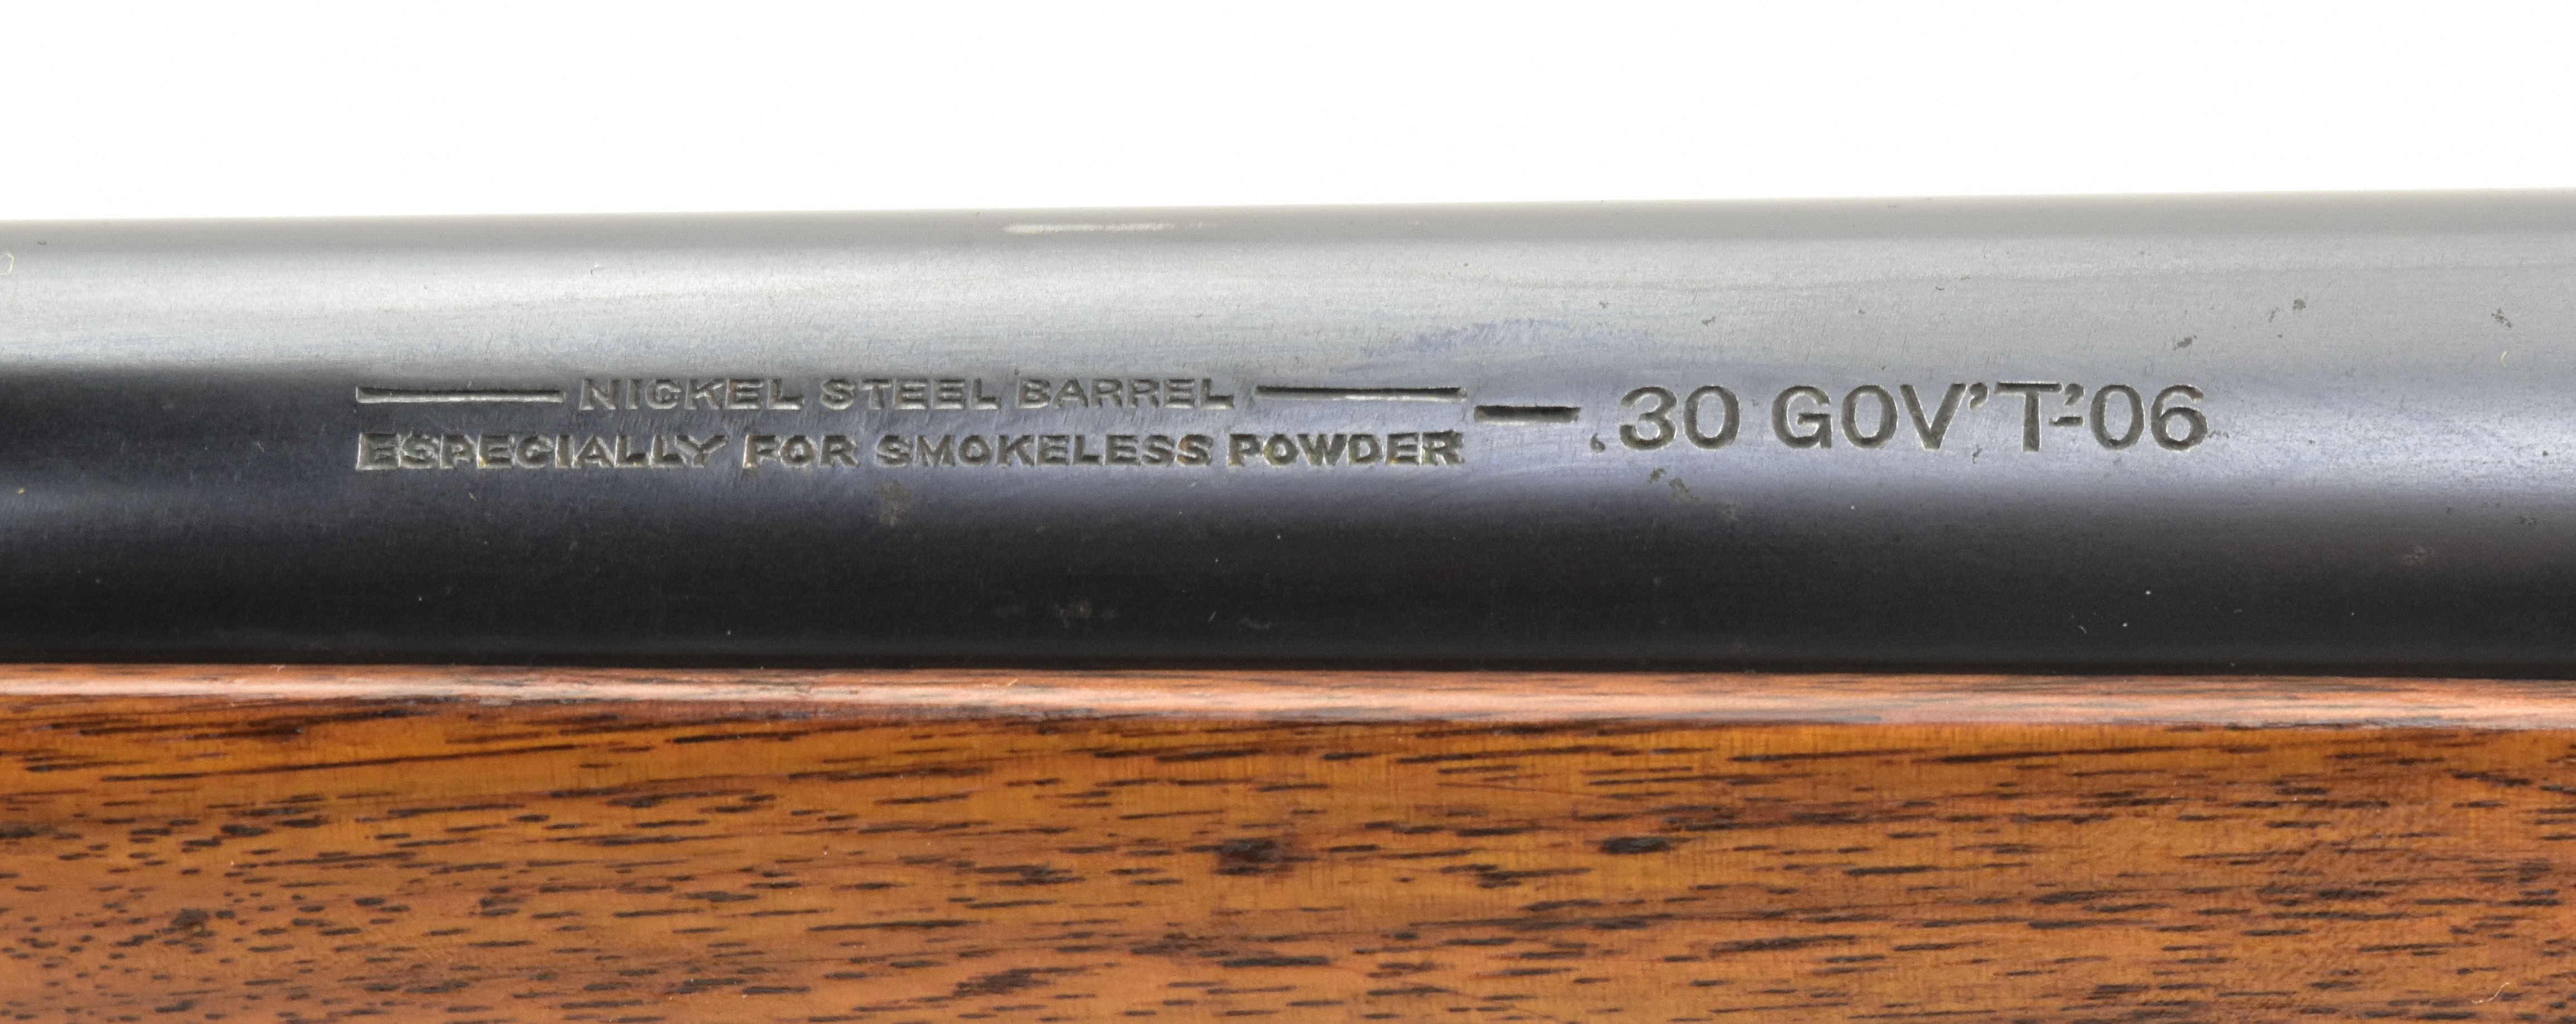 NICKEL STEEL BARREL
ESPECIALLY FOR SMOKELESS POWDER
— .30 GOV'T-'06